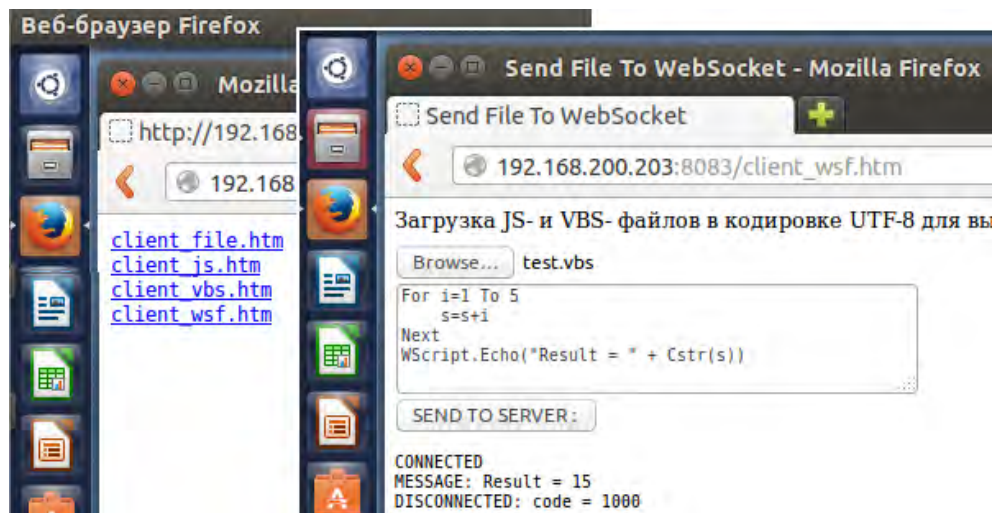 Веб-браузер Firefox
Mozilla
http://192.168
192.168
client_file.htm
client_js.htm
client_vbs.htm
client_wsf.htm
Send File To WebSocket - Mozilla Firefox
Send File To WebSocket
192.168.200.203:8083/client_wsf.htm
Загрузка JS- и VBS- файлов в кодировке UTF-8 для вы
Browse... test.vbs
For i=1 To 5
s=s+i
Next
WScript.Echo("Result = " + Cstr(s))
SEND TO SERVER:
CONNECTED
MESSAGE: Result = 15
DISCONNECTED: code = 1000